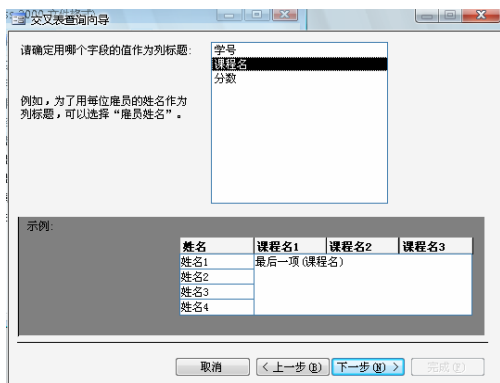 交叉表查询向导
请确定用哪个字段的值作为列标题:
学号
课程名
分数
例如，为了用每位雇员的姓名作为
列标题，可以选择“雇员姓名”。
示例:
姓名 课程名1 课程名2 课程名3
姓名1 最后一项(课程名)
姓名2
姓名3
姓名4
取消 < 上一步(B) 下一步(N) > 完成(F)